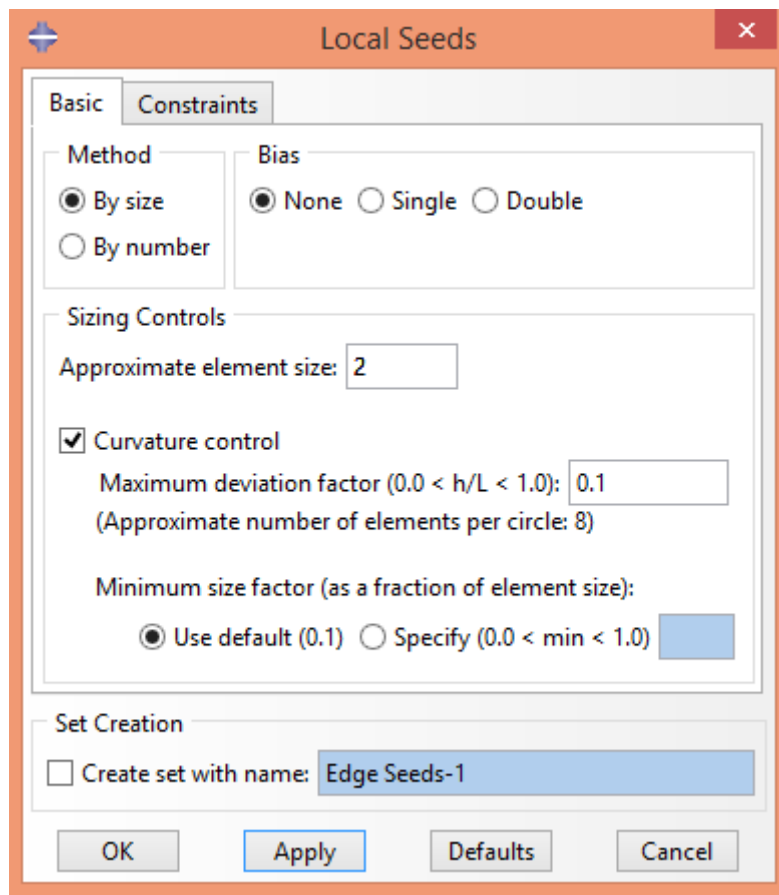 Local Seeds
Basic Constraints
Method
By size
By number
Bias
None Single Double
Sizing Controls
Approximate element size: 2
Curvature control
Maximum deviation factor (0.0 < h/L < 1.0): 0.1
(Approximate number of elements per circle: 8)
Minimum size factor (as a fraction of element size):
Use default (0.1) Specify (0.0 < min < 1.0)
Set Creation
Create set with name: Edge Seeds-1
OK Apply Defaults Cancel